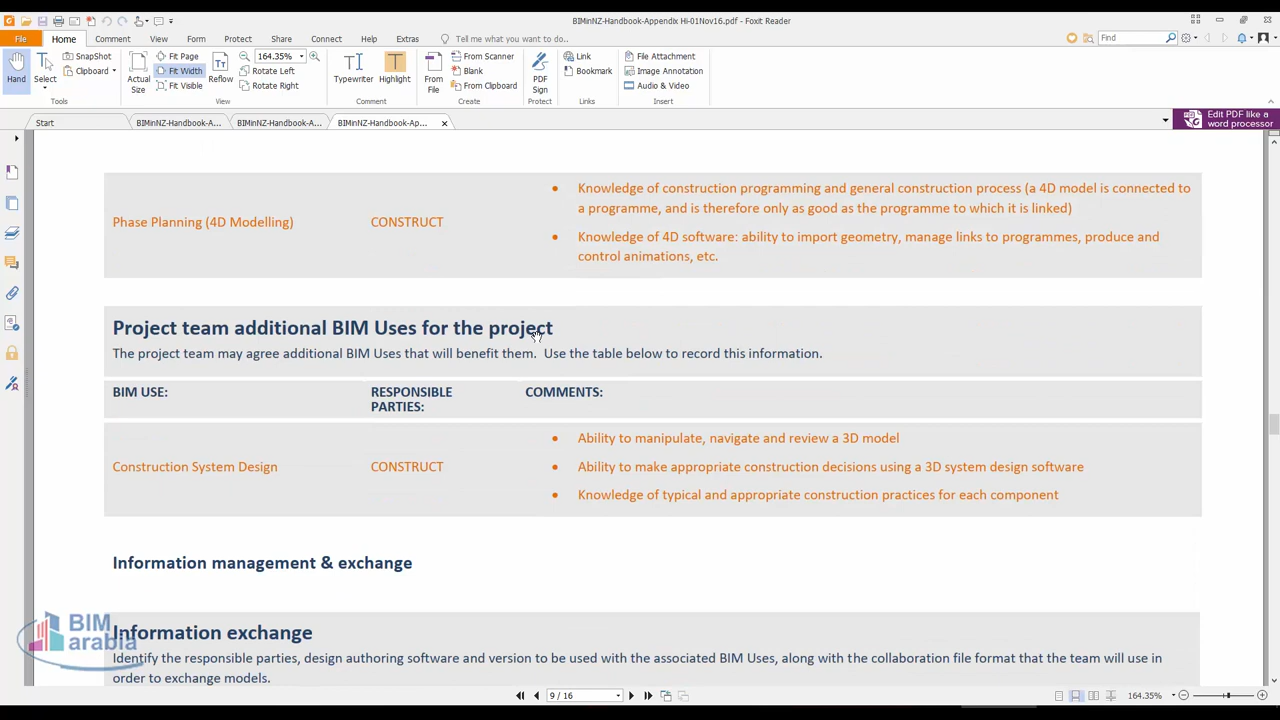 BIMinNZ-Handbook-Appendix Hi-01Nov16.pdf - Foxit Reader
File Home Comment View Form Protect Share Connect Help Extras Tell me what you want to do.. Find
Hand
Select
SnapShot
Clipboard
Tools
Actual Size
Fit Page
Fit Width
Fit Visible
Reflow
164.35%
Rotate Left
Rotate Right
View
Typewriter
Highlight
Comment
From File
From Scanner
Blank
From Clipboard
Create
PDF Sign
Protect
Link
Bookmark
Links
File Attachment
Image Annotation
Audio & Video
Insert
Start
BIMinNZ-Handbook-A...
BIMinNZ-Handbook-A...
BIMinNZ-Handbook-Ap...
Edit PDF like a
word processor
Phase Planning (4D Modelling)
CONSTRUCT
• Knowledge of construction programming and general construction process (a 4D model is connected to
a programme, and is therefore only as good as the programme to which it is linked)
• Knowledge of 4D software: ability to import geometry, manage links to programmes, produce and
control animations, etc.
Project team additional BIM Uses for the project
The project team may agree additional BIM Uses that will benefit them. Use the table below to record this information.
BIM USE:
RESPONSIBLE
PARTIES:
COMMENTS:
Construction System Design
CONSTRUCT
• Ability to manipulate, navigate and review a 3D model
• Ability to make appropriate construction decisions using a 3D system design software
• Knowledge of typical and appropriate construction practices for each component
Information management & exchange
BIM
arabia
Information exchange
Identify the responsible parties, design authoring software and version to be used with the associated BIM Uses, along with the collaboration file format that the team will use in
order to exchange models.
9 / 16
164.35%